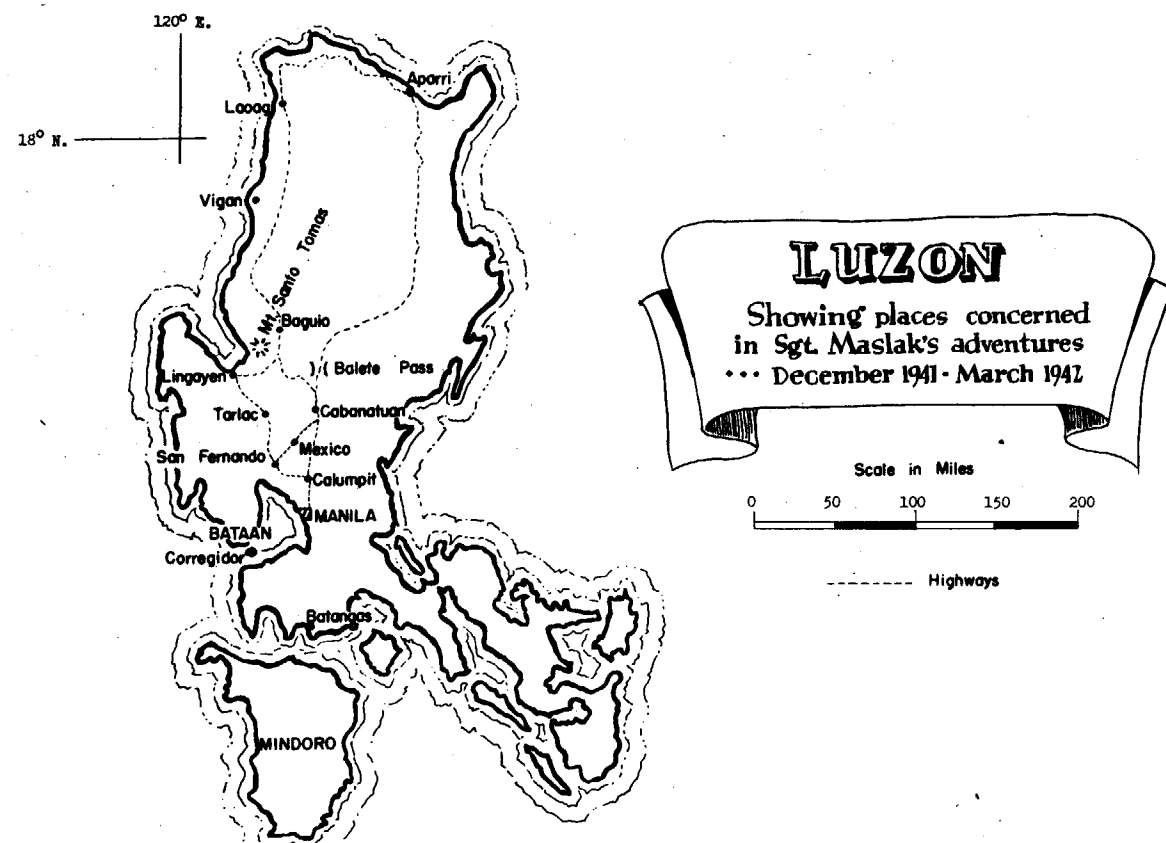 120° E.
Aparri
Laoag
18° N.
Vigan
Mt. Santo Tomas
Baguio
Lingayen
Balete Pass
Tarlac
Cabanatuan
San Fernando
Mexico
Calumpit
MANILA
BATAAN
Corregidor
Batangas
MINDORO
LUZON
Showing places concerned
in Sgt. Maslak's adventures
••• December 1941 - March 1942
Scale in Miles
0 50 100 150 200
Highways